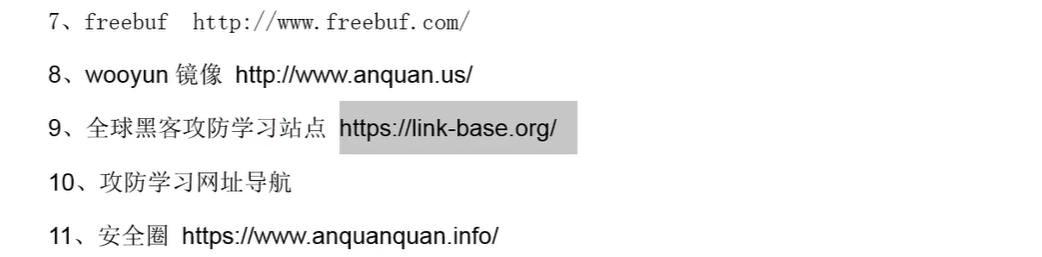 7、freebuf  http://www.freebuf.com/
8、wooyun 镜像  http://www.anquan.us/
9、全球黑客攻防学习站点  https://link-base.org/
10、攻防学习网址导航
11、安全圈  https://www.anquanquan.info/